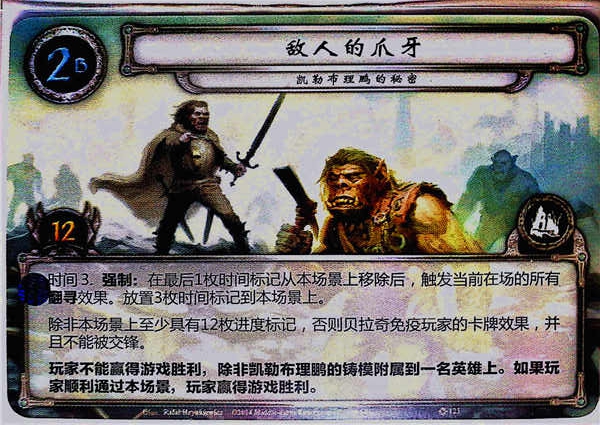 2B
敌人的爪牙
凯勒布理鹏的秘密
12
时间 3. 强制：在最后1枚时间标记从本场景上移除后，触发当前在场的所有
翻寻效果。放置3枚时间标记到本场景上。
除非本场景上至少具有12枚进度标记，否则贝拉奇免疫玩家的卡牌效果，并
且不能被交锋。
玩家不能赢得游戏胜利，除非凯勒布理鹏的铸模附属到一名英雄上。如果玩
家顺利通过本场景，玩家赢得游戏胜利。